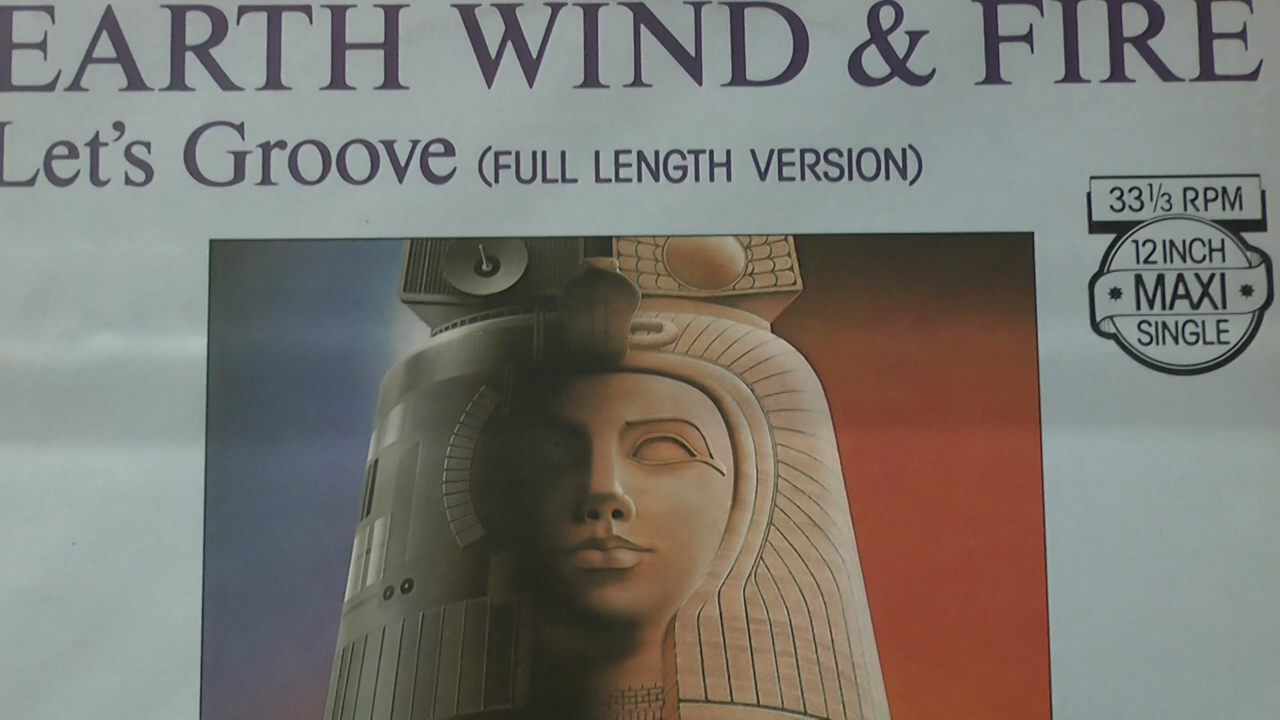 EARTH WIND & FIRE
Let's Groove (FULL LENGTH VERSION)
33⅓ RPM
12 INCH
MAXI
SINGLE